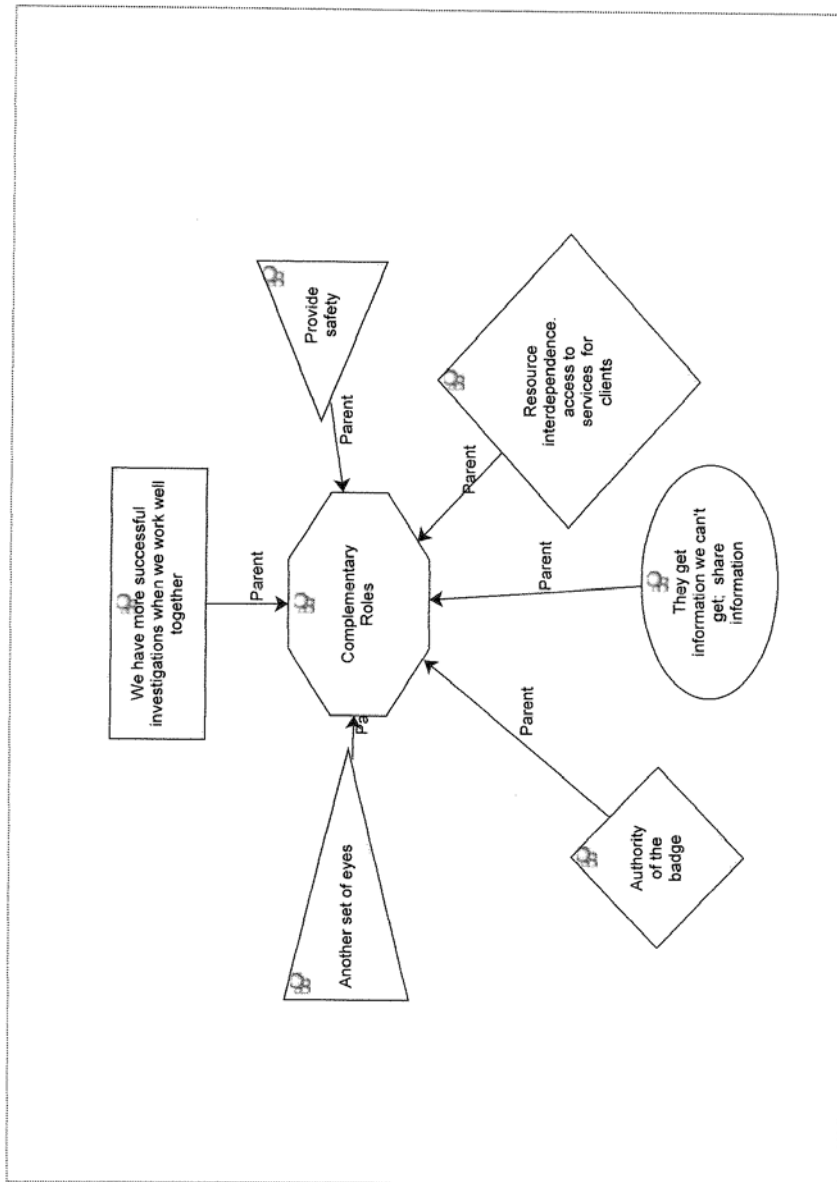 We have more successful
investigations when we work well
together
Parent
Provide
safety
Parent
Another set of eyes
Pa
Complementary
Roles
Parent
Resource
interdependence.
access to
services for
clients
Parent
Parent
Authority
of the
badge
They get
information we can't
get; share
information